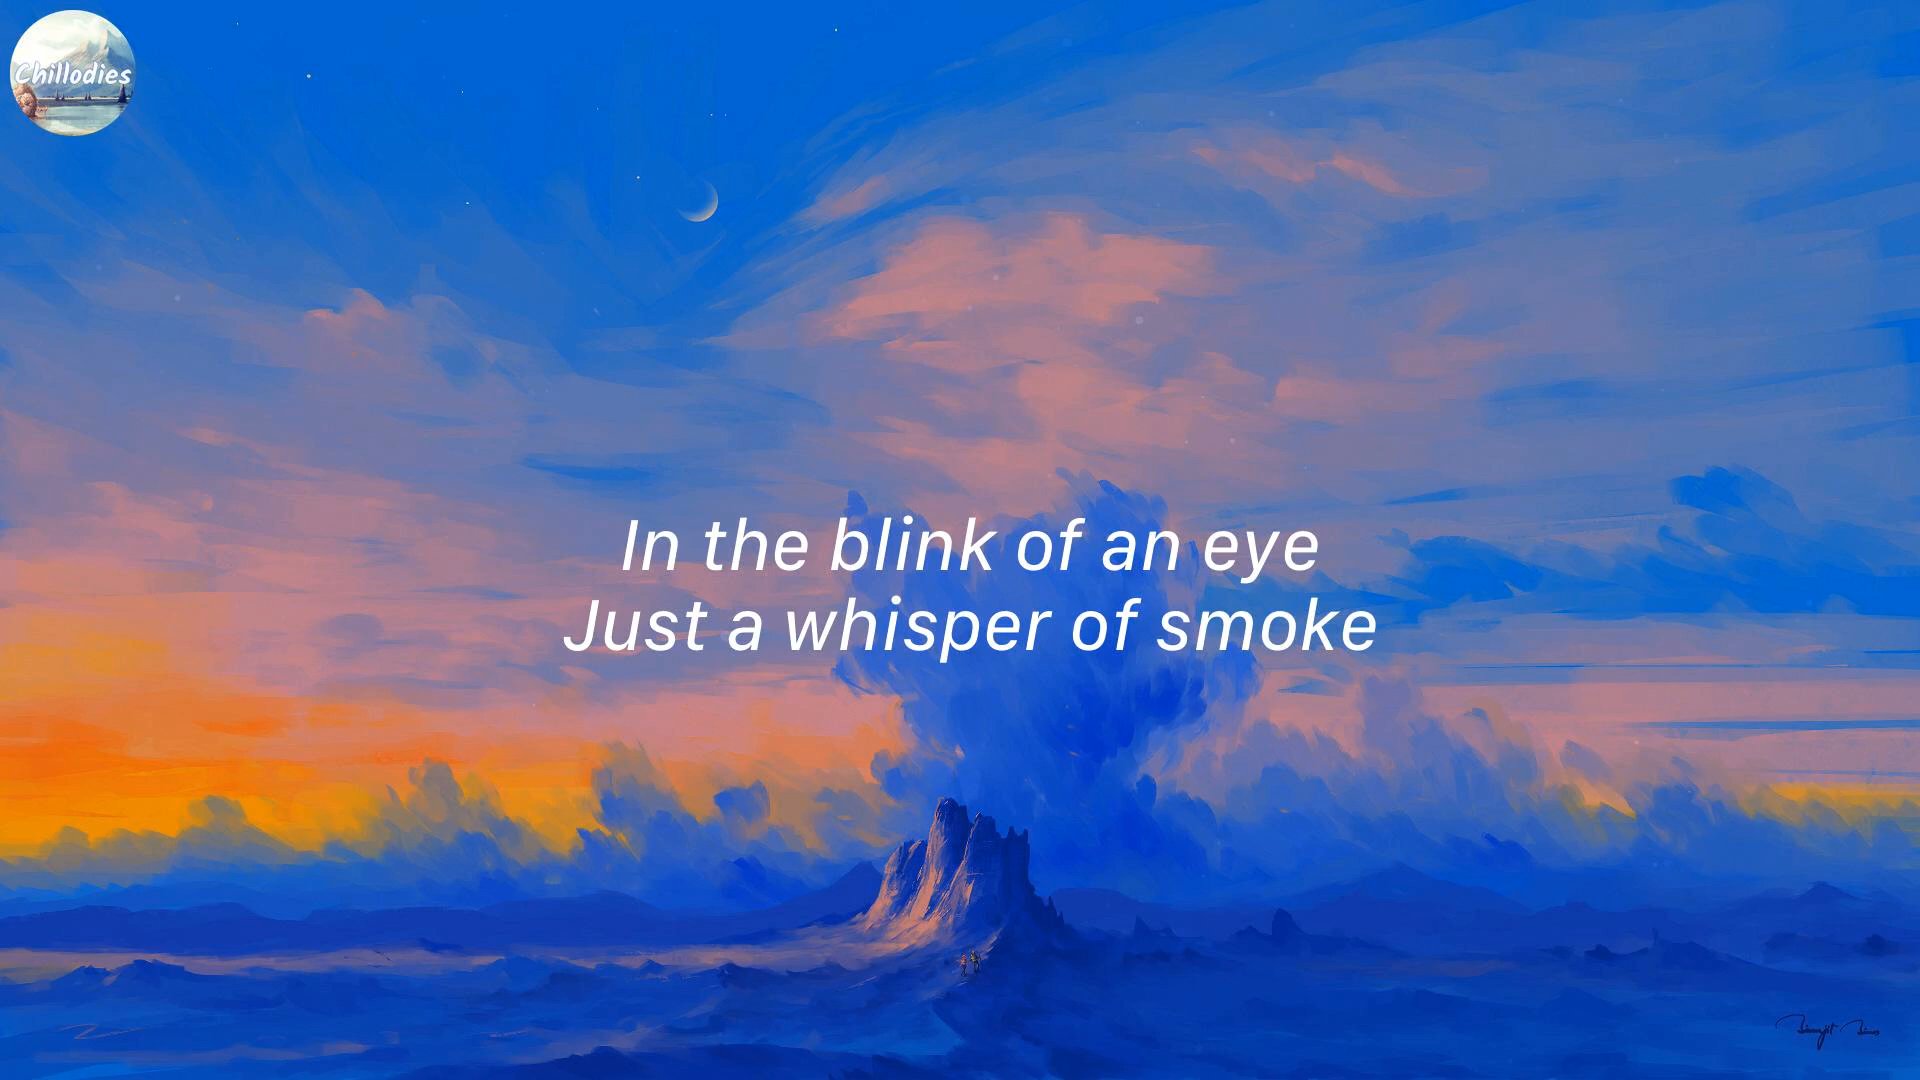 Chillodies
In the blink of an eye
Just a whisper of smoke